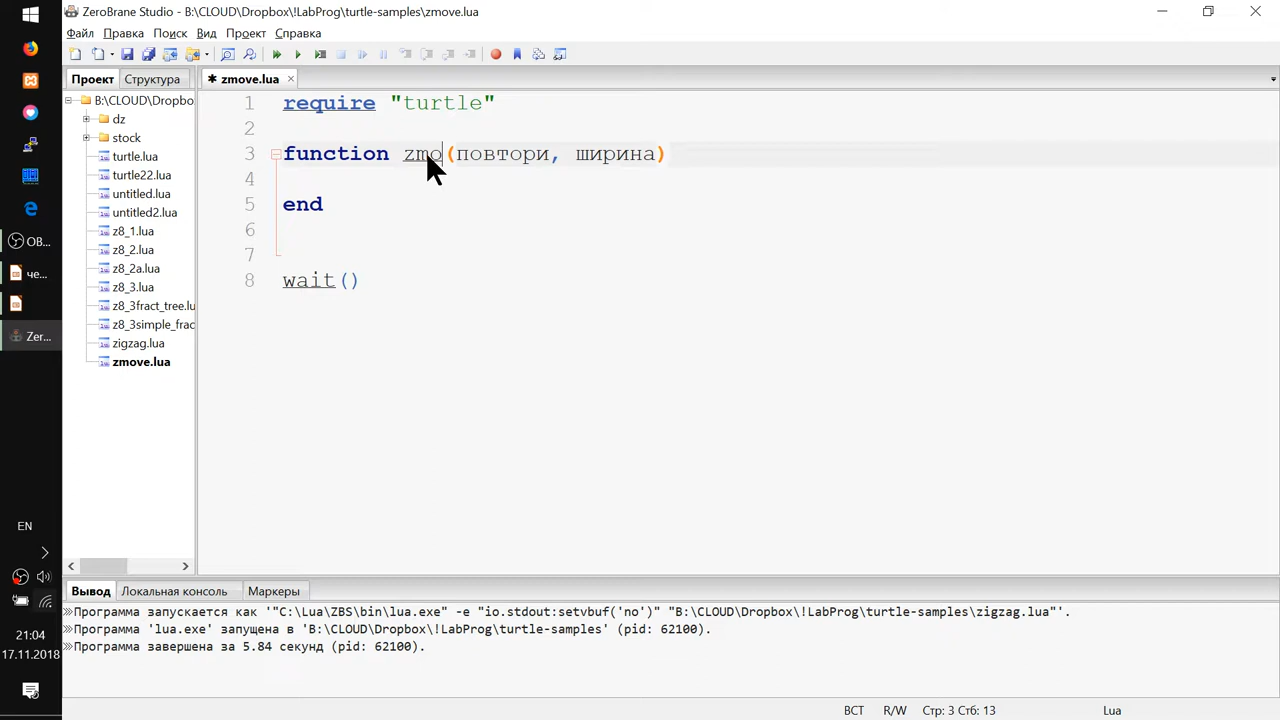 ZeroBrane Studio - B:\CLOUD\Dropbox\!LabProg\turtle-samples\zmove.lua
Файл Правка Поиск Вид Проект Справка
Проект Структура
* zmove.lua
B:\CLOUD\Dropbo
dz
stock
turtle.lua
turtle22.lua
untitled.lua
untitled2.lua
z8_1.lua
z8_2.lua
z8_2a.lua
z8_3.lua
z8_3fract_tree.lu
z8_3simple_frac
zigzag.lua
zmove.lua
1 require "turtle"
2
3 function zmo(повтори, ширина)
4
5 end
6
7
8 wait()
OB...
че...
Zer...
EN
21:04
17.11.2018
Вывод Локальная консоль Маркеры
Программа запускается как '"C:\Lua\ZBS\bin\lua.exe" -e "io.stdout:setvbuf('no')" "B:\CLOUD\Dropbox\!LabProg\turtle-samples\zigzag.lua"'.
Программа 'lua.exe' запущена в 'B:\CLOUD\Dropbox\!LabProg\turtle-samples' (pid: 62100).
Программа завершена за 5.84 секунд (pid: 62100).
ВСТ R/W Стр: 3 Стб: 13 Lua